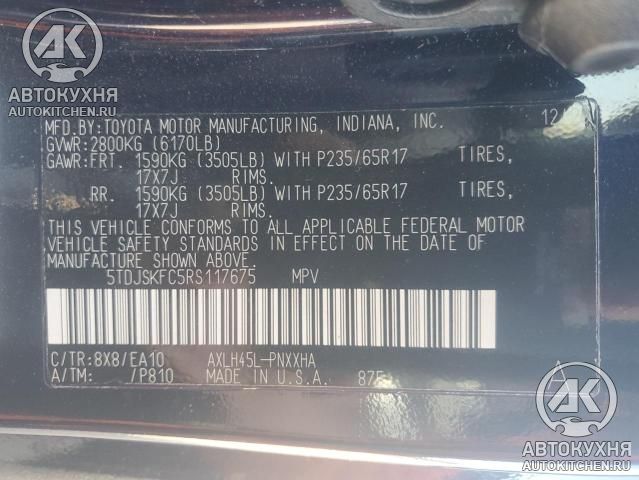 АК
АВТОКУХНЯ
AUTOKITCHEN.RU
MFD.BY:TOYOTA MOTOR MANUFACTURING, INDIANA, INC. 12
GVWR:2800KG (6170LB)
GAWR:FRT. 1590KG (3505LB) WITH P235/65R17 TIRES,
17X7J RIMS.
RR. 1590KG (3505LB) WITH P235/65R17 TIRES,
17X7J RIMS.
THIS VEHICLE CONFORMS TO ALL APPLICABLE FEDERAL MOTOR
VEHICLE SAFETY STANDARDS IN EFFECT ON THE DATE OF
MANUFACTURE SHOWN ABOVE.
5TDJSKFC5RS117675 MPV
C/TR:8X8/EA10 AXLH45L-PNXXHA
A/TM: /P810 MADE IN U.S.A.
АК
АВТОКУХНЯ
AUTOKITCHEN.RU